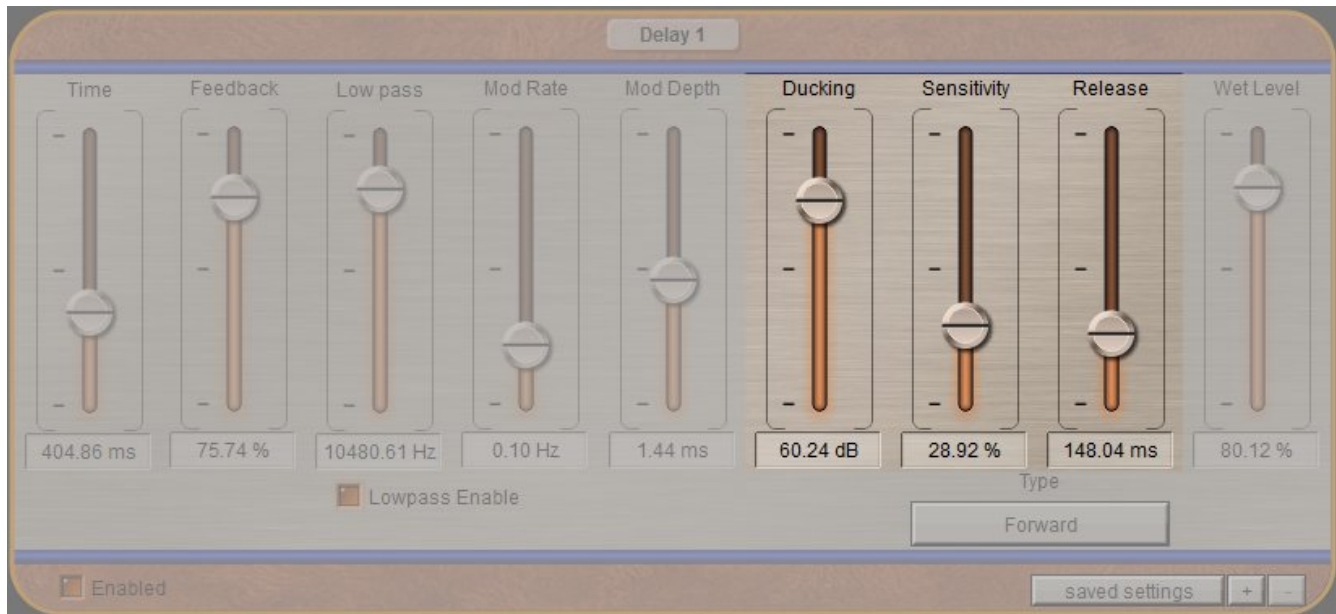 Delay 1
Time Feedback Low pass Mod Rate Mod Depth Ducking Sensitivity Release Wet Level
404.86 ms 75.74 % 10480.61 Hz 0.10 Hz 1.44 ms 60.24 dB 28.92 % 148.04 ms 80.12 %
Type
Lowpass Enable
Forward
Enabled
saved settings + -